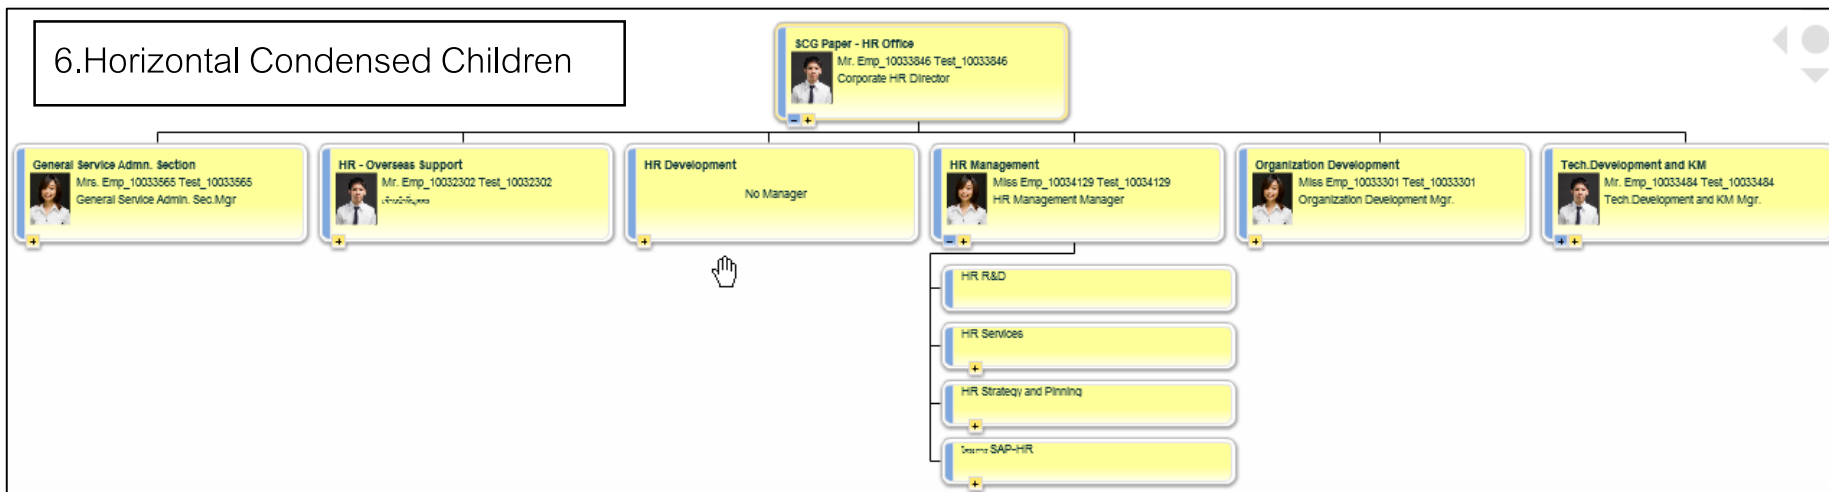 6.Horizontal Condensed Children
SCG Paper - HR Office
Mr. Emp_10033846 Test_10033846
Corporate HR Director
General Service Admn. Section
Mrs. Emp_10033565 Test_10033565
General Service Admin. Sec.Mgr
HR - Overseas Support
Mr. Emp_10032302 Test_10032302
HR Development
No Manager
HR Management
Miss Emp_10034129 Test_10034129
HR Management Manager
Organization Development
Miss Emp_10033301 Test_10033301
Organization Development Mgr.
Tech.Development and KM
Mr. Emp_10033484 Test_10033484
Tech.Development and KM Mgr.
HR R&D
HR Services
HR Strategy and Plnning
SAP-HR